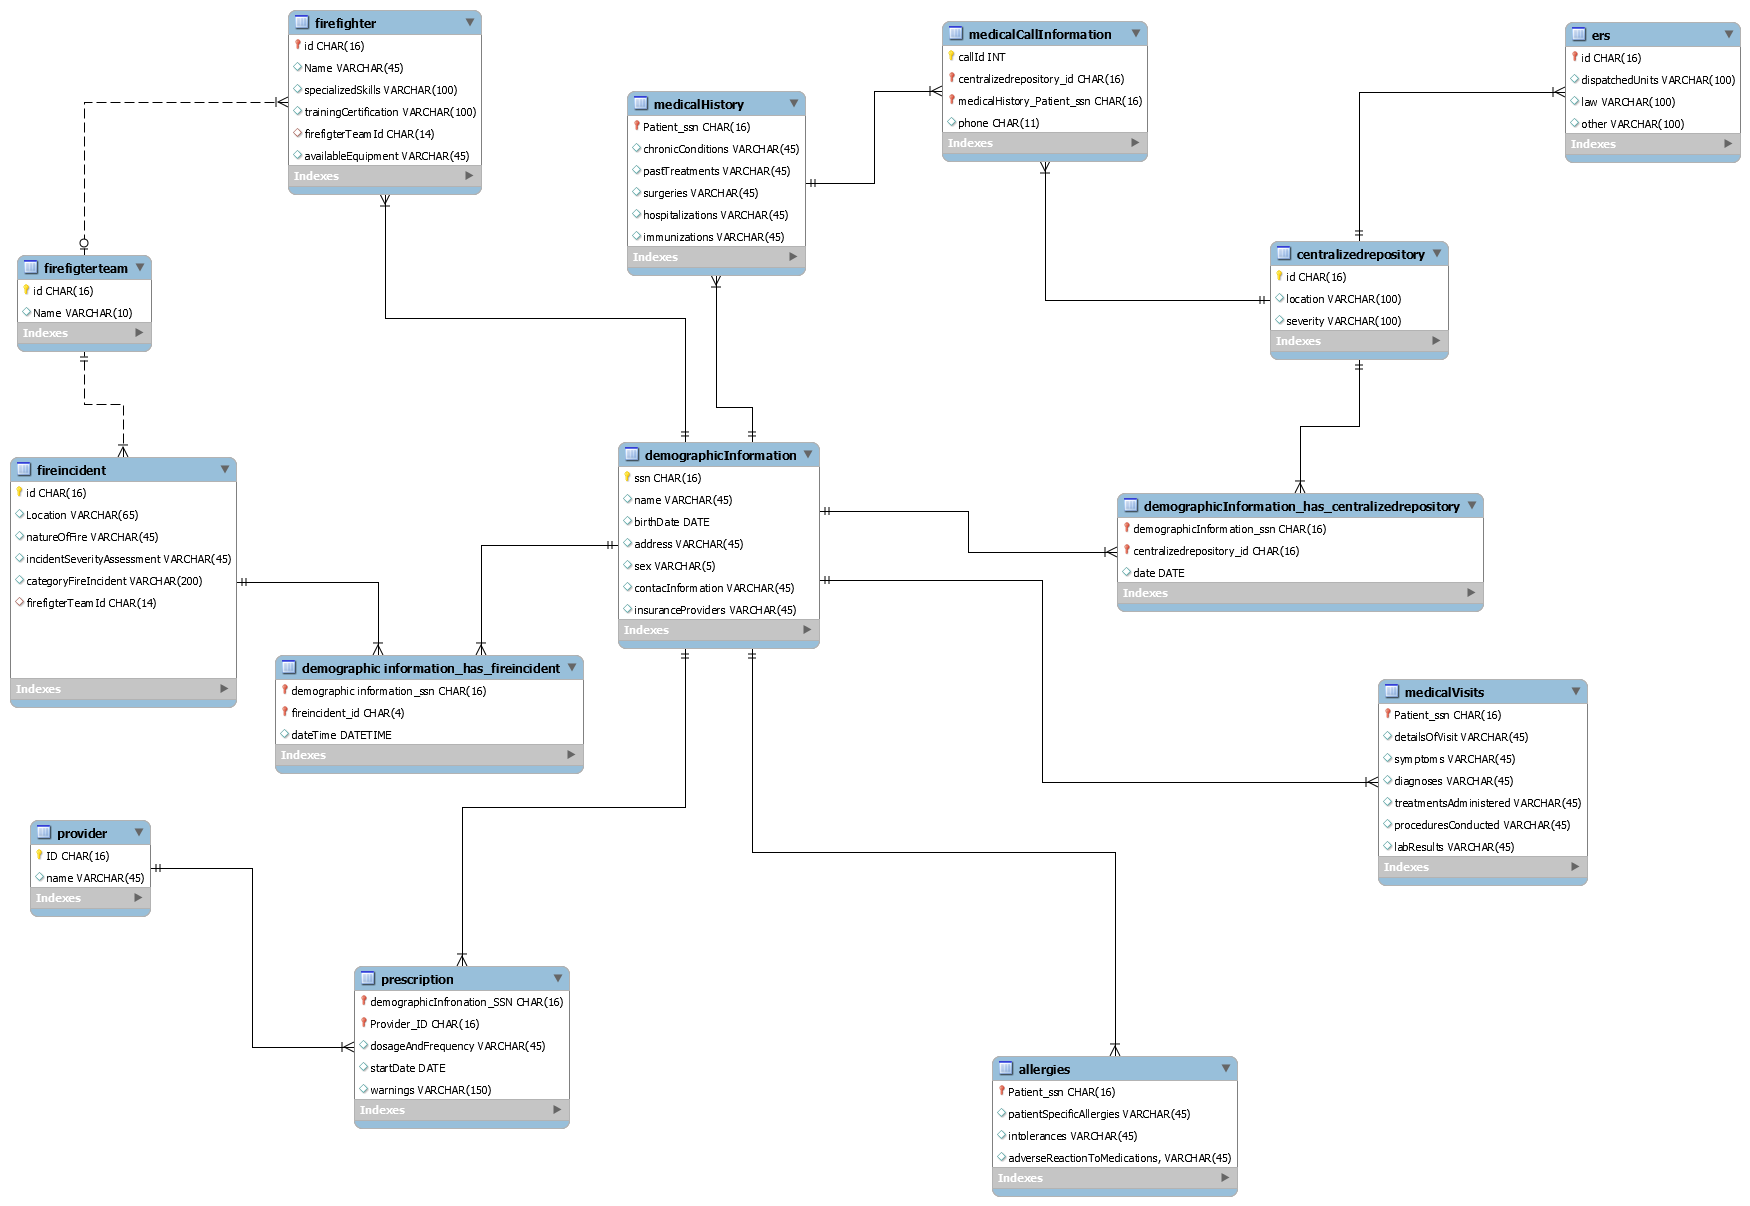 firefighter
id CHAR(16)
Name VARCHAR(45)
specializedSkills VARCHAR(100)
trainingCertification VARCHAR(100)
firefigterTeamId CHAR(14)
availableEquipment VARCHAR(45)
Indexes
medicalHistory
Patient_ssn CHAR(16)
chronicConditions VARCHAR(45)
pastTreatments VARCHAR(45)
surgeries VARCHAR(45)
hospitalizations VARCHAR(45)
immunizations VARCHAR(45)
Indexes
medicalCallInformation
callId INT
centralizedrepository_id CHAR(16)
medicalHistory_Patient_ssn CHAR(16)
phone CHAR(11)
Indexes
ers
id CHAR(16)
dispatchedUnits VARCHAR(100)
law VARCHAR(100)
other VARCHAR(100)
Indexes
firefigterteam
id CHAR(16)
Name VARCHAR(10)
Indexes
centralizedrepository
id CHAR(16)
location VARCHAR(100)
severity VARCHAR(100)
Indexes
fireincident
id CHAR(16)
Location VARCHAR(65)
natureOfFire VARCHAR(45)
incidentSeverityAssessment VARCHAR(45)
categoryFireIncident VARCHAR(200)
firefigterTeamId CHAR(14)
Indexes
demographicInformation
ssn CHAR(16)
name VARCHAR(45)
birthDate DATE
address VARCHAR(45)
sex VARCHAR(5)
contacInformation VARCHAR(45)
insuranceProviders VARCHAR(45)
Indexes
demographicInformation_has_centralizedrepository
demographicInformation_ssn CHAR(16)
centralizedrepository_id CHAR(16)
date DATE
Indexes
demographic information_has_fireincident
demographic information_ssn CHAR(16)
fireincident_id CHAR(4)
dateTime DATETIME
Indexes
medicalVisits
Patient_ssn CHAR(16)
detailsOfVisit VARCHAR(45)
symptoms VARCHAR(45)
diagnoses VARCHAR(45)
treatmentsAdministered VARCHAR(45)
proceduresConducted VARCHAR(45)
labResults VARCHAR(45)
Indexes
provider
ID CHAR(16)
name VARCHAR(45)
Indexes
prescription
demographicInfronation_SSN CHAR(16)
Provider_ID CHAR(16)
dosageAndFrequency VARCHAR(45)
startDate DATE
warnings VARCHAR(150)
Indexes
allergies
Patient_ssn CHAR(16)
patientSpecificAllergies VARCHAR(45)
intolerances VARCHAR(45)
adverseReactionToMedications, VARCHAR(45)
Indexes